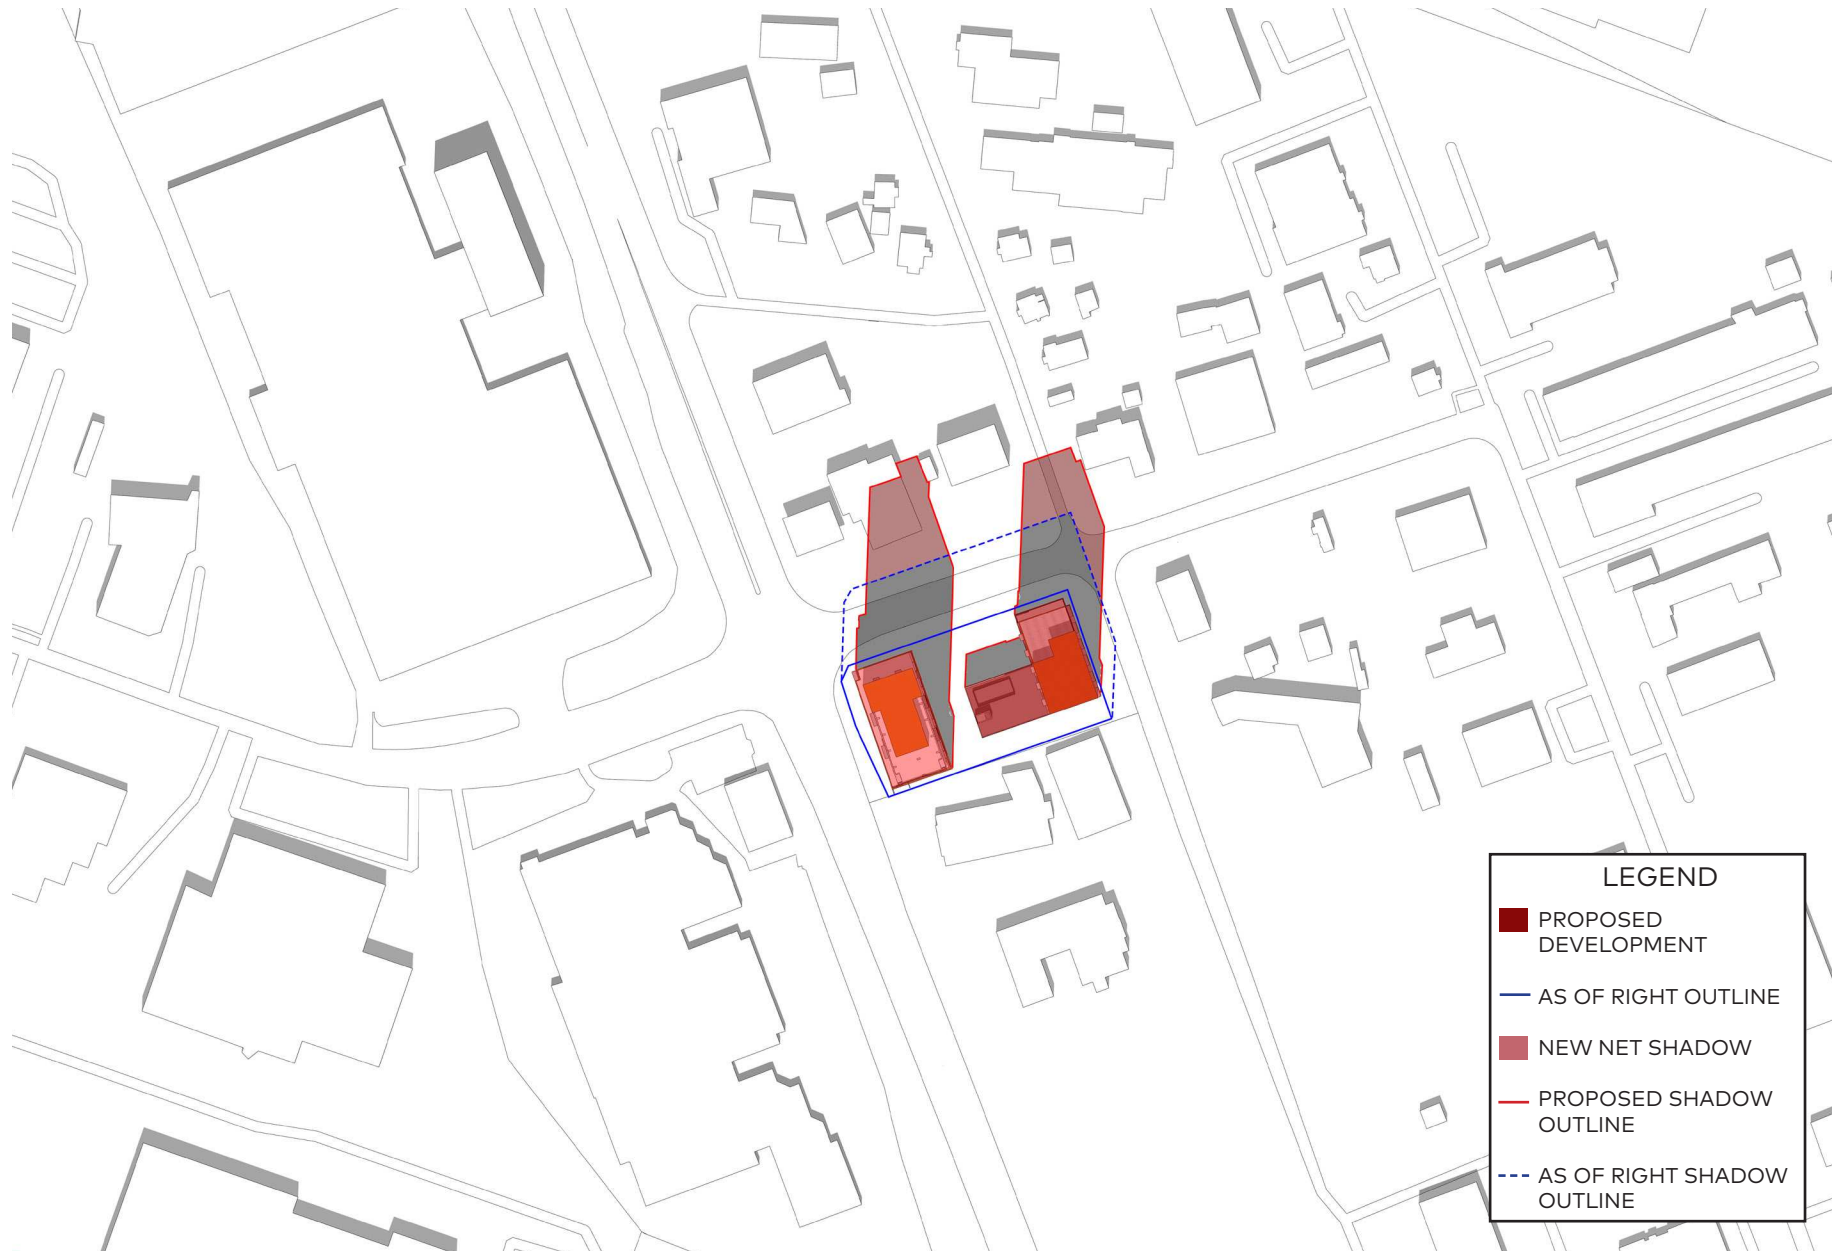 LEGEND
PROPOSED
DEVELOPMENT
AS OF RIGHT OUTLINE
NEW NET SHADOW
PROPOSED SHADOW
OUTLINE
AS OF RIGHT SHADOW
OUTLINE